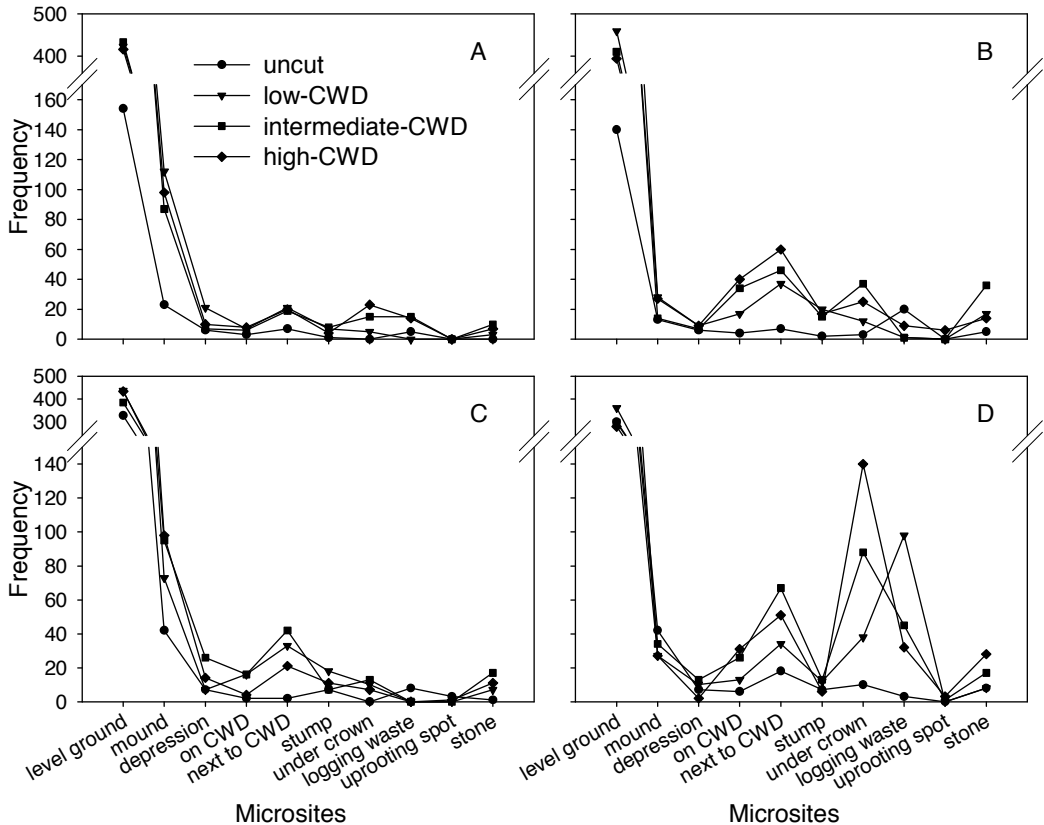 500
400
160
140
120
100
80
60
40
20
0
Frequency
A
uncut
low-CWD
intermediate-CWD
high-CWD
B
500
400
300
140
120
100
80
60
40
20
0
Frequency
C
D
level ground
mound
depression
on CWD
next to CWD
stump
under crown
logging waste
uprooting spot
stone
level ground
mound
depression
on CWD
next to CWD
stump
under crown
logging waste
uprooting spot
stone
Microsites
Microsites